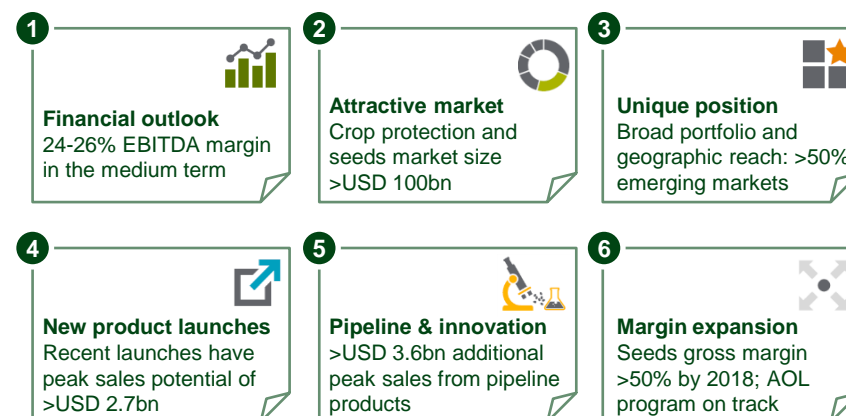 1
Financial outlook
24-26% EBITDA margin
in the medium term
2
Attractive market
Crop protection and
seeds market size
>USD 100bn
3
Unique position
Broad portfolio and
geographic reach: >50%
emerging markets
4
New product launches
Recent launches have
peak sales potential of
>USD 2.7bn
5
Pipeline & innovation
>USD 3.6bn additional
peak sales from pipeline
products
6
Margin expansion
Seeds gross margin
>50% by 2018; AOL
program on track